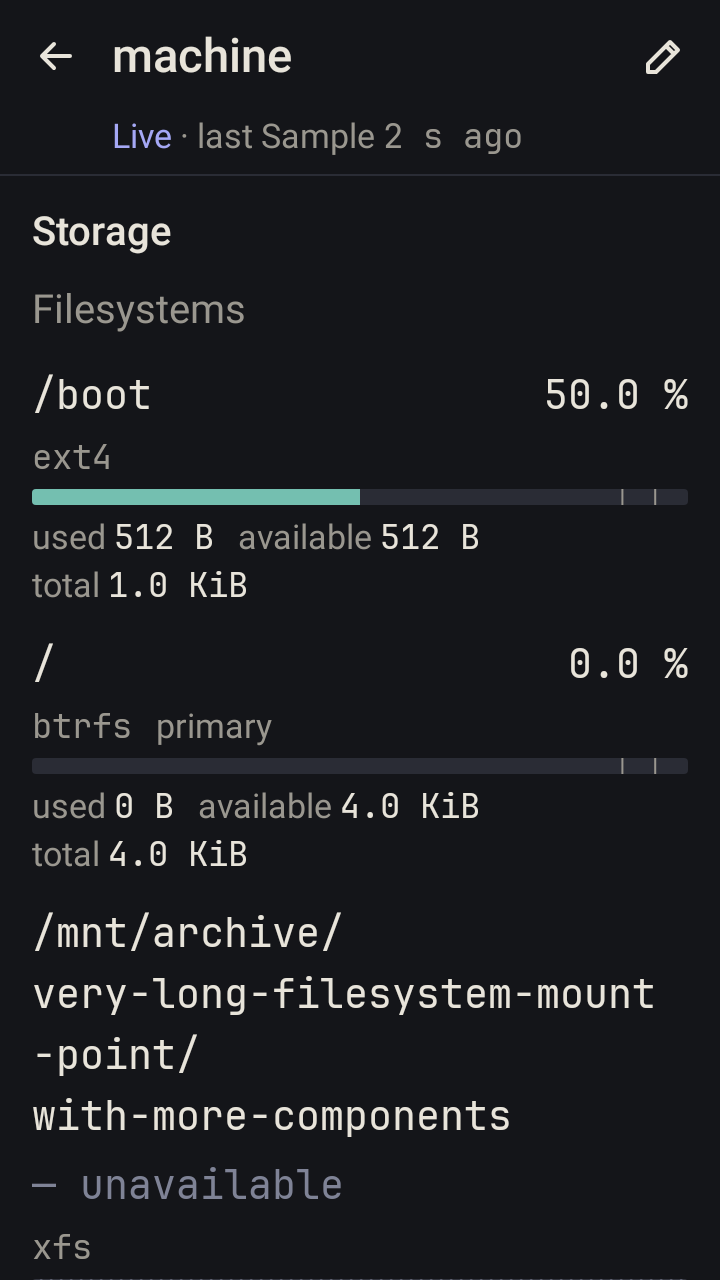 machine
Live · last Sample 2 s ago
Storage
Filesystems
/boot 50.0 %
ext4
used 512 B available 512 B
total 1.0 KiB
/ 0.0 %
btrfs primary
used 0 B available 4.0 KiB
total 4.0 KiB
/mnt/archive/
very-long-filesystem-mount
-point/
with-more-components
— unavailable
xfs